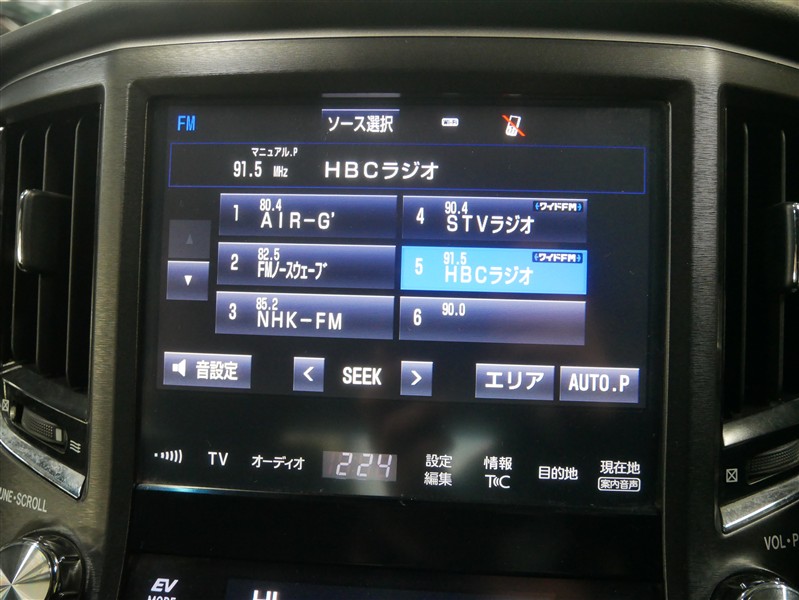 FM
ソース選択
Wi-Fi
マニュアル.P
91.5 MHz HBCラジオ
1 80.4 AIR-G'
2 82.5 FMノースウェーブ
3 85.2 NHK-FM
4 90.4 ワイドFM STVラジオ
5 91.5 ワイドFM HBCラジオ
6 90.0
音設定
< SEEK >
エリア
AUTO.P
TV
オーディオ
2:24
設定
編集
情報
T(C
目的地
現在地
案内音声
TUNE・SCROLL
VOL・P
EV
MODE